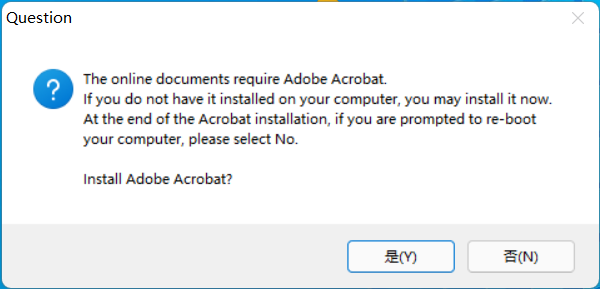 Question
The online documents require Adobe Acrobat.
If you do not have it installed on your computer, you may install it now.
At the end of the Acrobat installation, if you are prompted to re-boot
your computer, please select No.
Install Adobe Acrobat?
是(Y)
否(N)